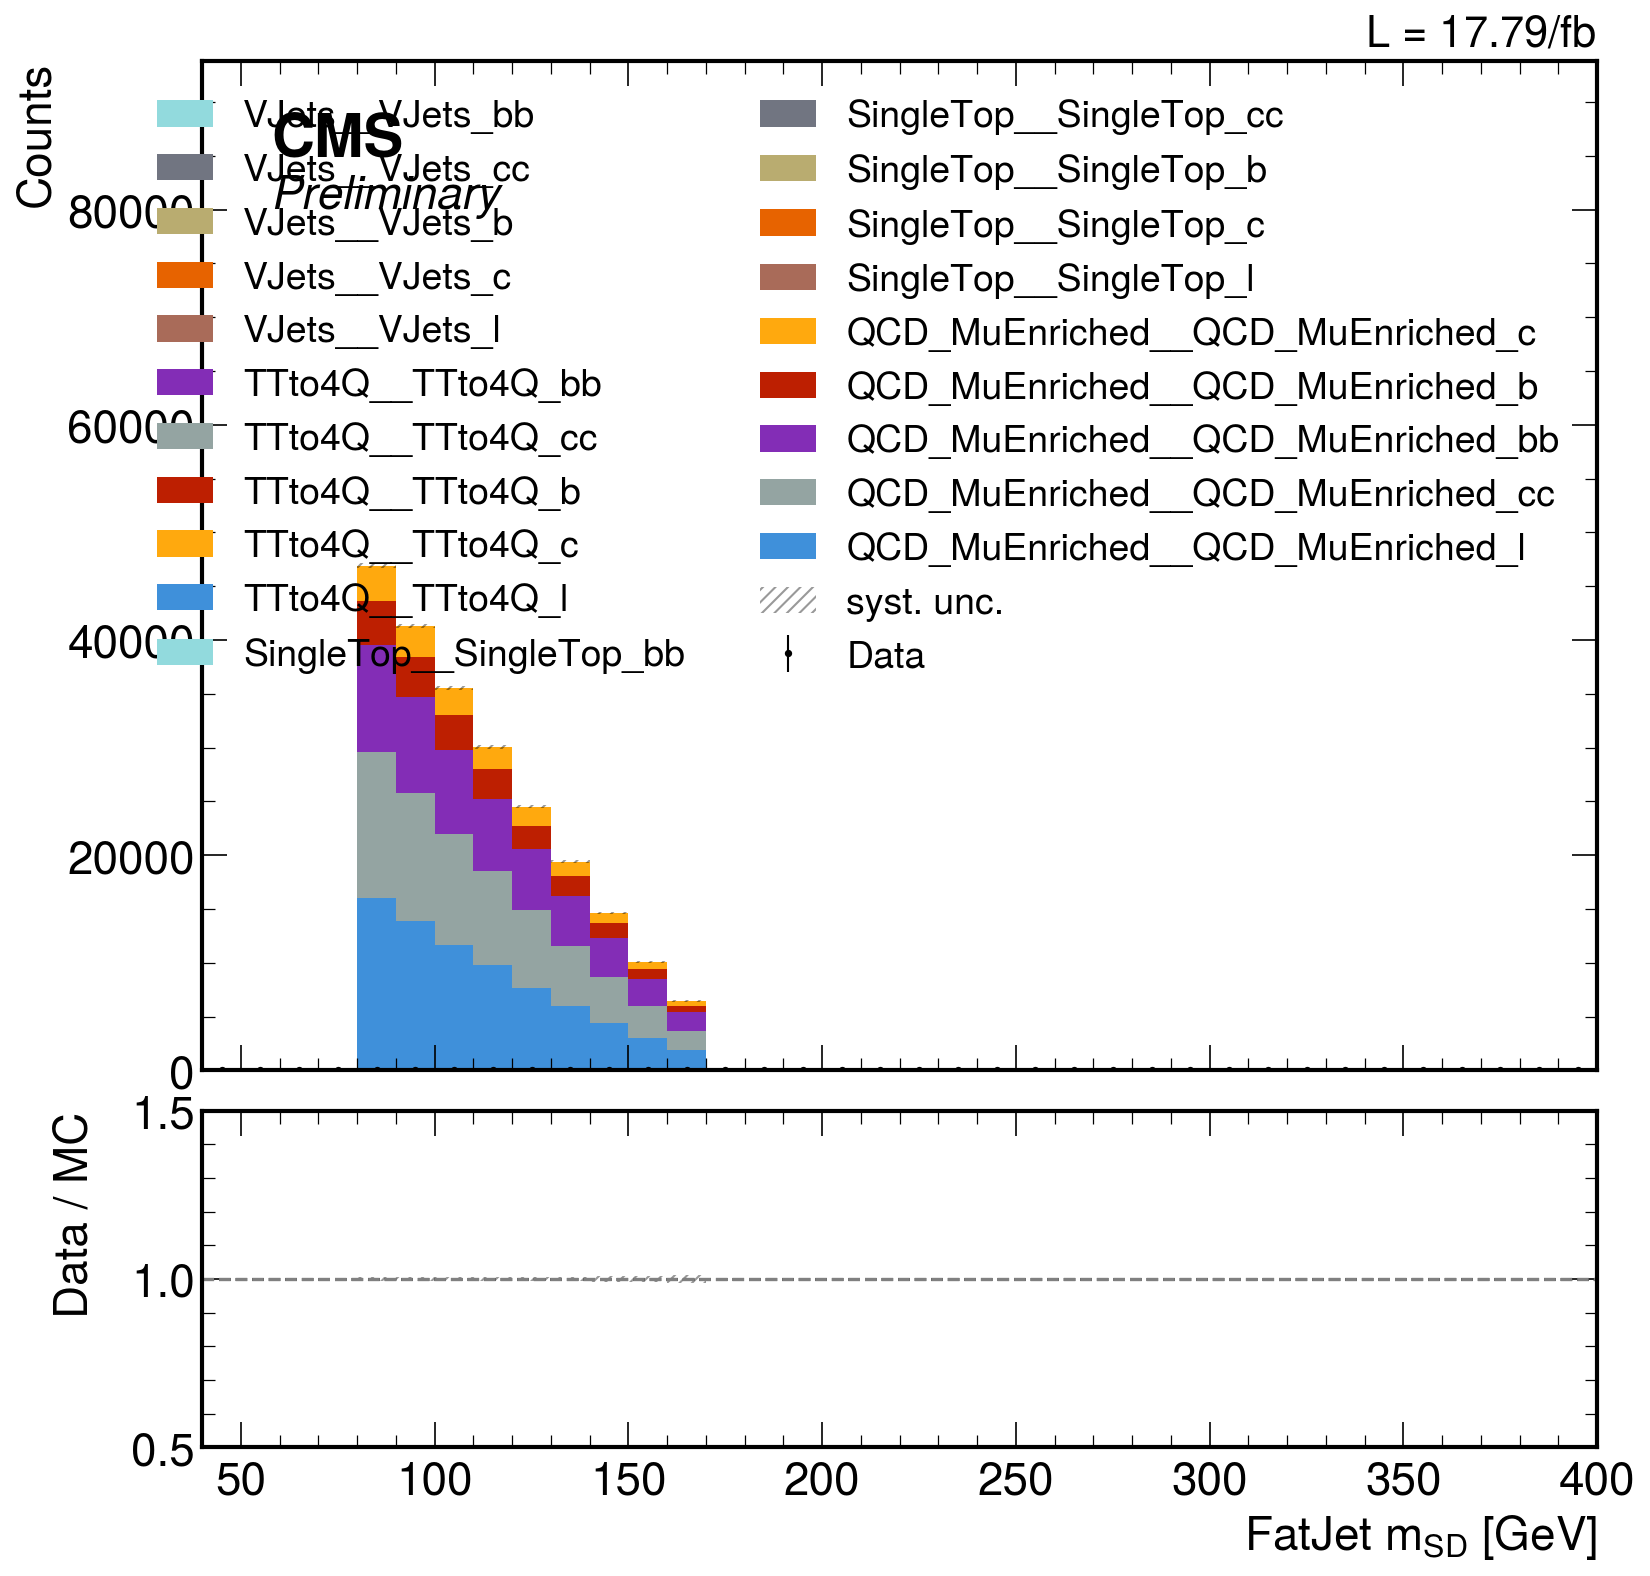 L = 17.79/fb
Counts
CMS
Preliminary
VJets__VJets_bb
VJets__VJets_cc
VJets__VJets_b
VJets__VJets_c
VJets__VJets_l
TTto4Q__TTto4Q_bb
TTto4Q__TTto4Q_cc
TTto4Q__TTto4Q_b
TTto4Q__TTto4Q_c
TTto4Q__TTto4Q_l
SingleTop__SingleTop_bb
SingleTop__SingleTop_cc
SingleTop__SingleTop_b
SingleTop__SingleTop_c
SingleTop__SingleTop_l
QCD_MuEnriched__QCD_MuEnriched_c
QCD_MuEnriched__QCD_MuEnriched_b
QCD_MuEnriched__QCD_MuEnriched_bb
QCD_MuEnriched__QCD_MuEnriched_cc
QCD_MuEnriched__QCD_MuEnriched_l
syst. unc.
Data
80000
60000
40000
20000
0
Data / MC
1.5
1.0
0.5
50 100 150 200 250 300 350 400
FatJet m_SD [GeV]